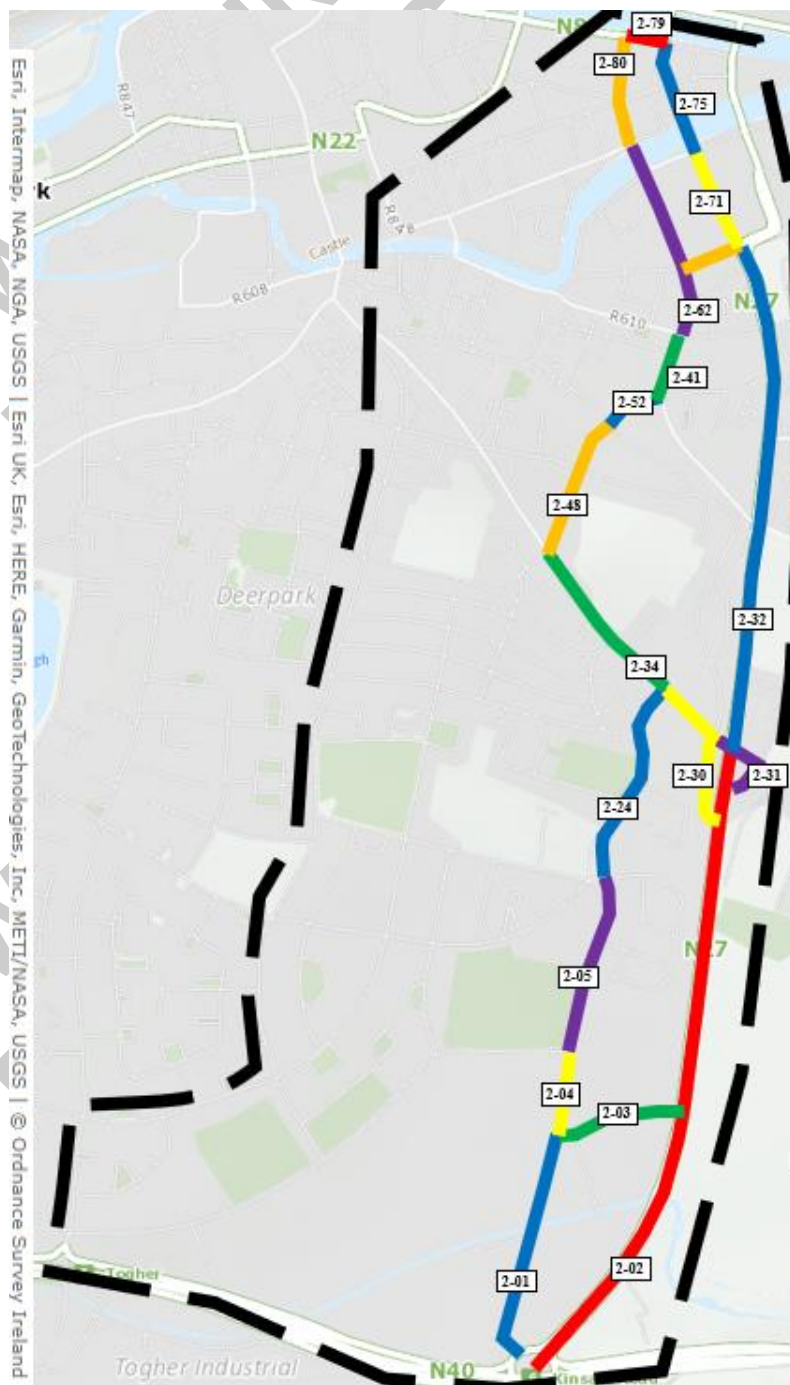 N8
2-79
2-80
R847
2-75
N22
k
2-71
R848
Castle
R608
N27
2-62
R610
2-41
2-52
2-48
Deerpark
2-32
gh
2-34
2-30
2-31
2-24
N27
2-05
2-04
2-03
2-02
Togher
2-01
Togher Industrial
N40
Esri, Intermap, NASA, NGA, USGS | Esri UK, Esri, HERE, Garmin, GeoTechnologies, Inc, METI/NASA, USGS | © Ordnance Survey Ireland